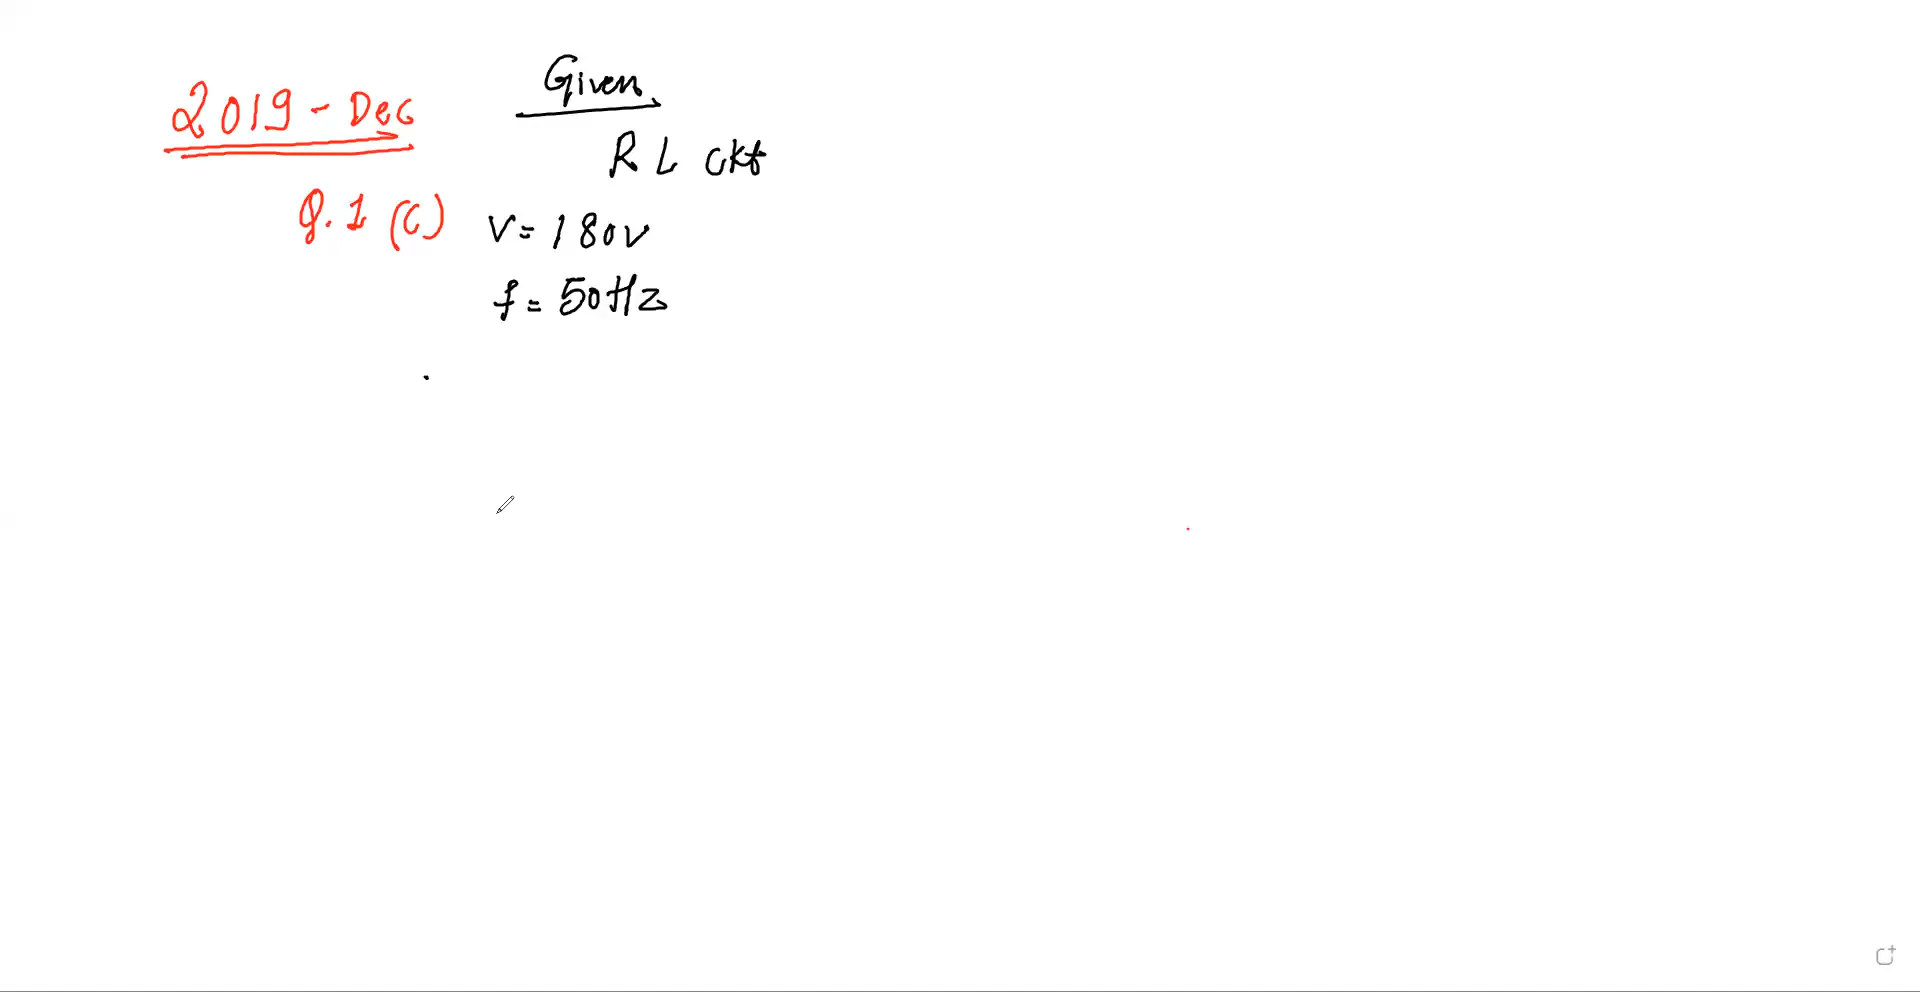 2019 - Dec
Q.1 (C)
Given
R L ckt
V = 180V
f = 50Hz